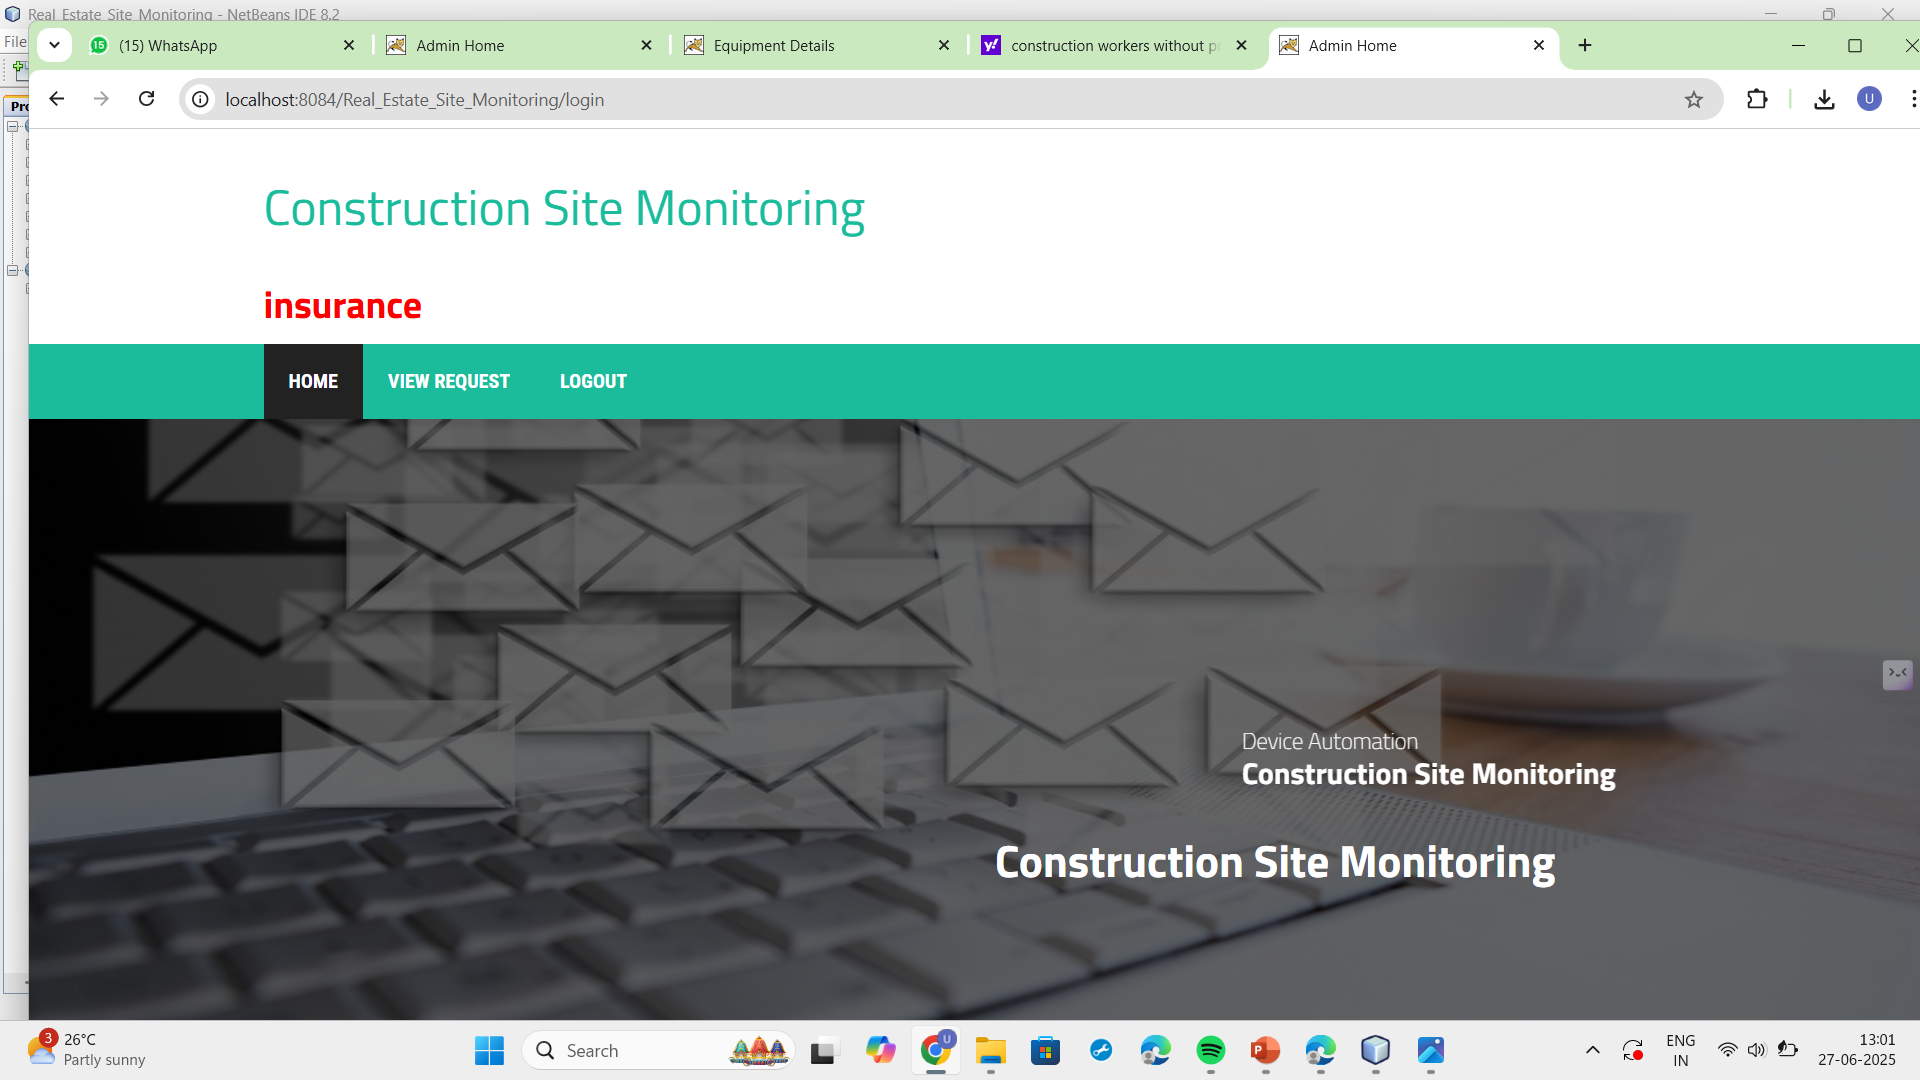 Real_Estate_Site_Monitoring - NetBeans IDE 8.2
File
15
(15) WhatsApp
Admin Home
Equipment Details
y!
construction workers without p
Admin Home
localhost:8084/Real_Estate_Site_Monitoring/login
U
Construction Site Monitoring
insurance
HOME
VIEW REQUEST
LOGOUT
Device Automation
Construction Site Monitoring
Construction Site Monitoring
3
26°C
Partly sunny
Search
U
P
ENG
IN
13:01
27-06-2025